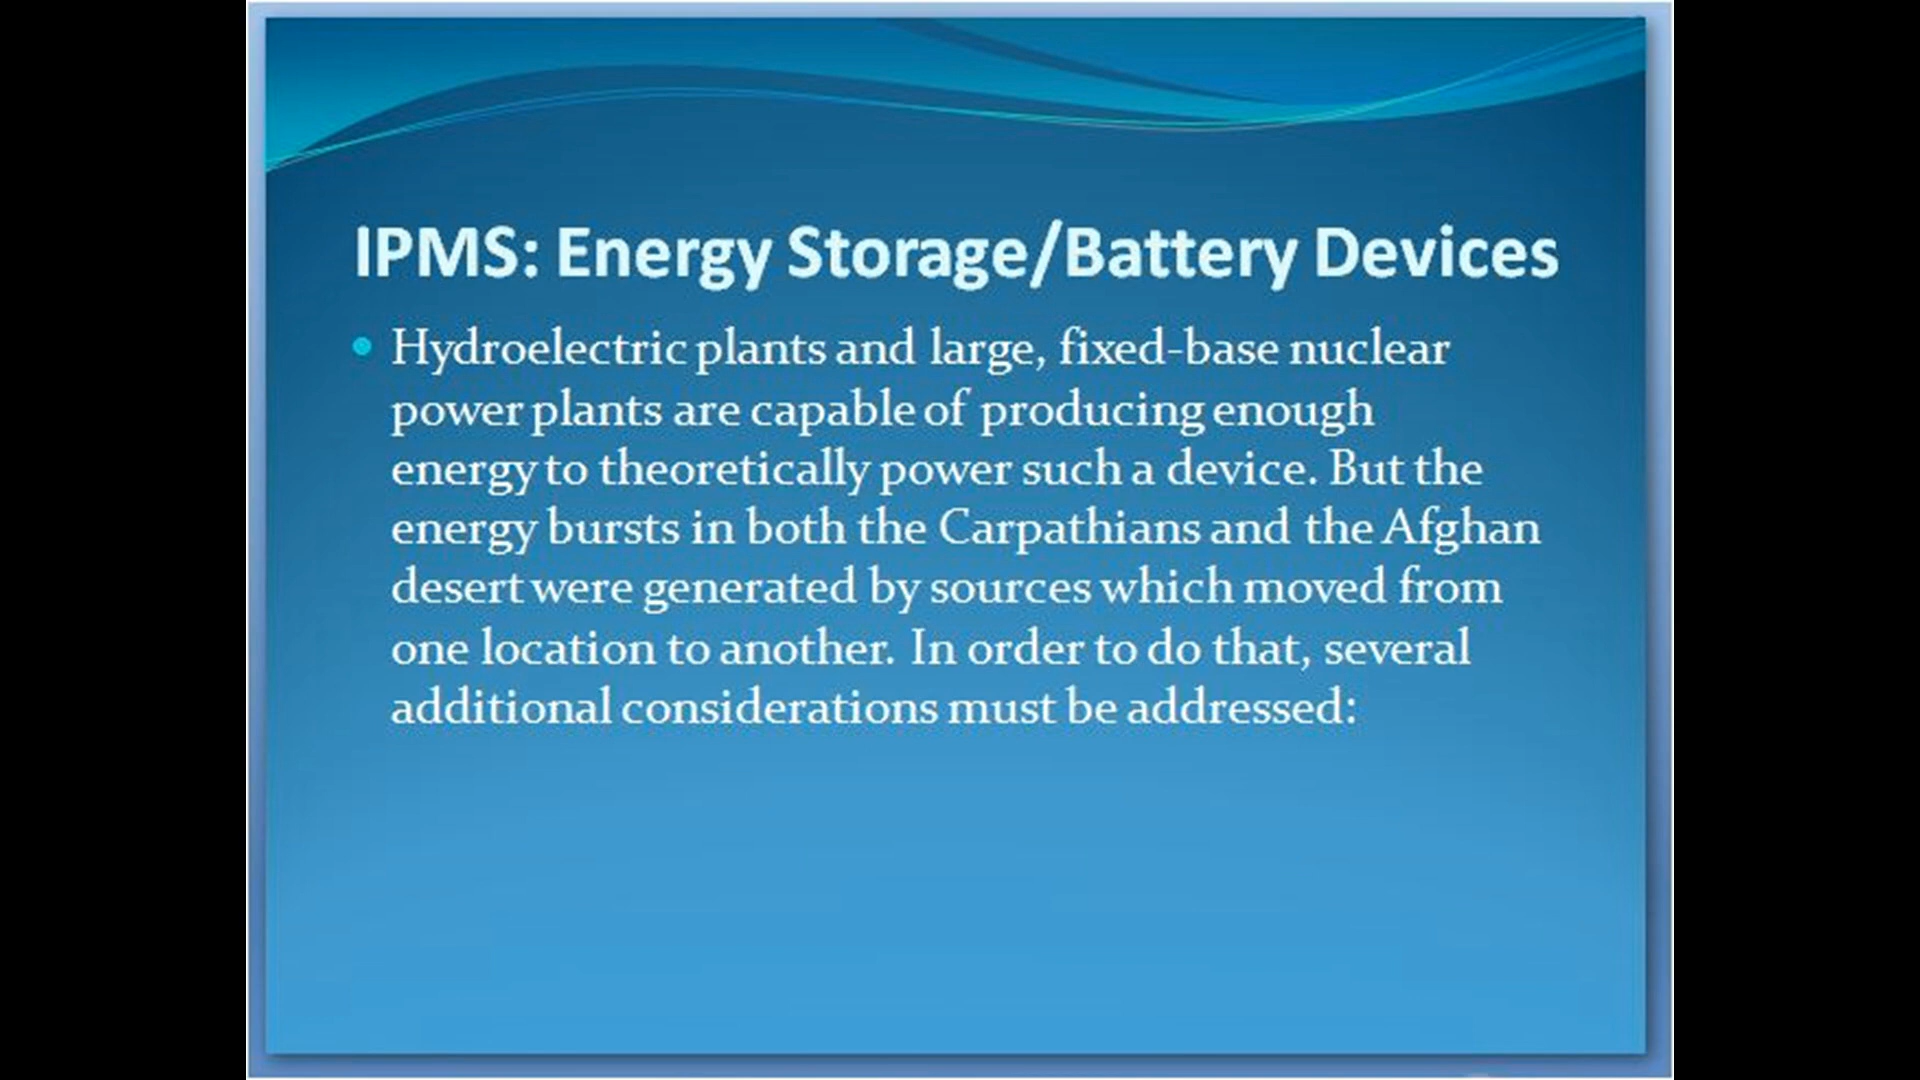 IPMS: Energy Storage/Battery Devices
Hydroelectric plants and large, fixed-base nuclear
power plants are capable of producing enough
energy to theoretically power such a device. But the
energy bursts in both the Carpathians and the Afghan
desert were generated by sources which moved from
one location to another. In order to do that, several
additional considerations must be addressed: